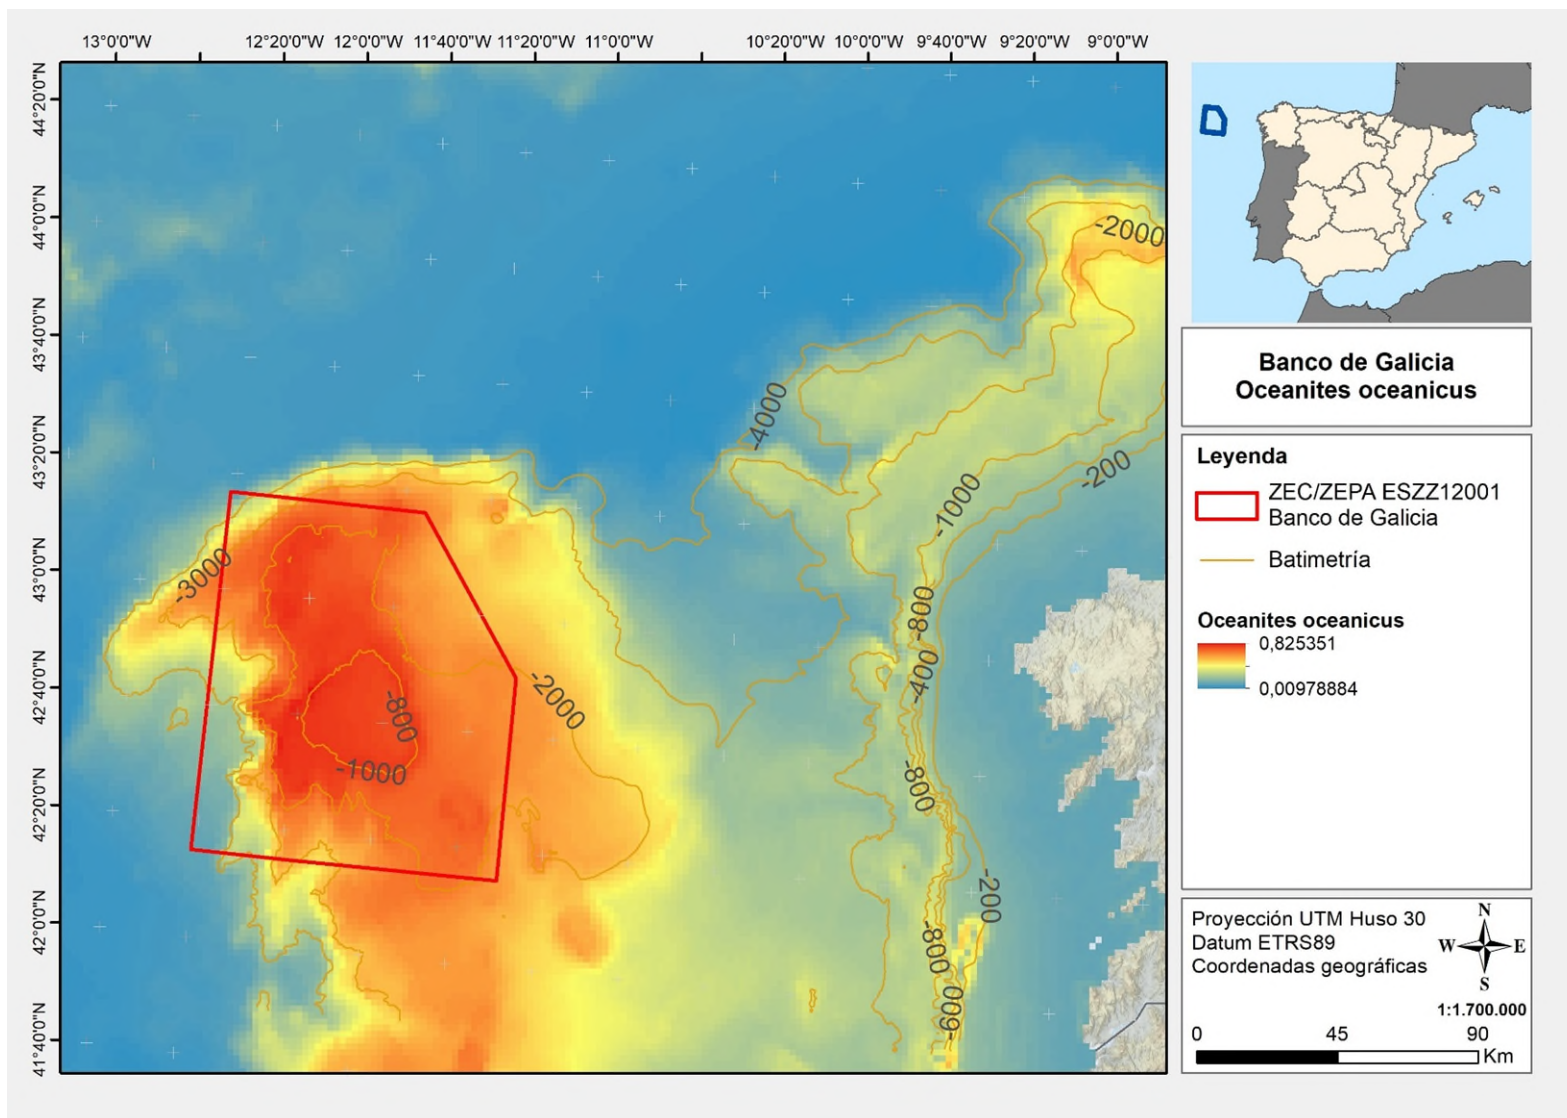 13°0'0"W 12°20'0"W 12°0'0"W 11°40'0"W 11°20'0"W 11°0'0"W 10°20'0"W 10°0'0"W 9°40'0"W 9°20'0"W 9°0'0"W
44°20'0"N
44°0'0"N
43°40'0"N
43°20'0"N
43°0'0"N
42°40'0"N
42°20'0"N
42°0'0"N
41°40'0"N
-2000
-4000
-200
-1000
-3000
-800
-400
-2000
-800
-1000
-800
-200
-800
-600
Banco de Galicia
Oceanites oceanicus
Leyenda
ZEC/ZEPA ESZZ12001
Banco de Galicia
Batimetría
Oceanites oceanicus
0,825351
0,00978884
Proyección UTM Huso 30
Datum ETRS89
Coordenadas geográficas
N
W E
S
1:1.700.000
0 45 90
Km